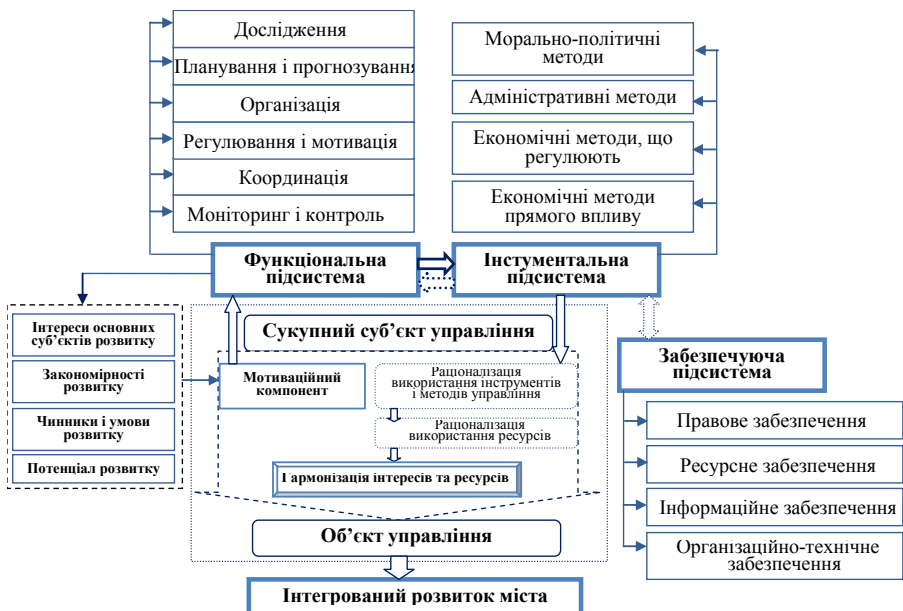 Дослідження
Планування і прогнозування
Організація
Регулювання і мотивація
Координація
Моніторинг і контроль
Морально-політичні
методи
Адміністративні методи
Економічні методи, що
регулюють
Економічні методи
прямого впливу
Функціональна
підсистема
Інстументальна
підсистема
Інтереси основних
суб’єктів розвитку
Закономірності
розвитку
Чинники і умови
розвитку
Потенціал розвитку
Сукупний суб’єкт управління
Мотиваційний
компонент
Раціоналізація
використання інструментів
і методів управління
Раціоналізація
використання ресурсів
Гармонізація інтересів та ресурсів
Об’єкт управління
Інтегрований розвиток міста
Забезпечуюча
підсистема
Правове забезпечення
Ресурсне забезпечення
Інформаційне забезпечення
Організаційно-технічне
забезпечення